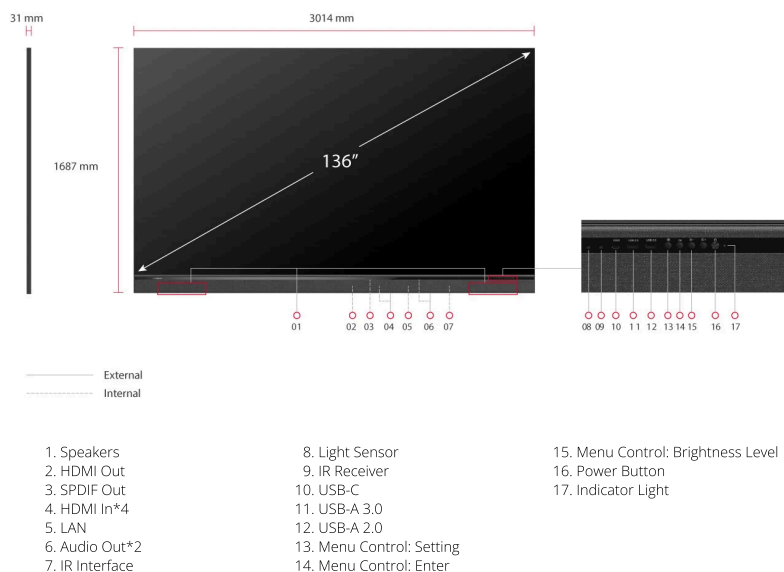 31 mm
3014 mm
1687 mm
136"
01
02
03
04
05
06
07
08
09
10
11
12
13
14
15
16
17
External
Internal
1. Speakers
2. HDMI Out
3. SPDIF Out
4. HDMI In*4
5. LAN
6. Audio Out*2
7. IR Interface
8. Light Sensor
9. IR Receiver
10. USB-C
11. USB-A 3.0
12. USB-A 2.0
13. Menu Control: Setting
14. Menu Control: Enter
15. Menu Control: Brightness Level
16. Power Button
17. Indicator Light